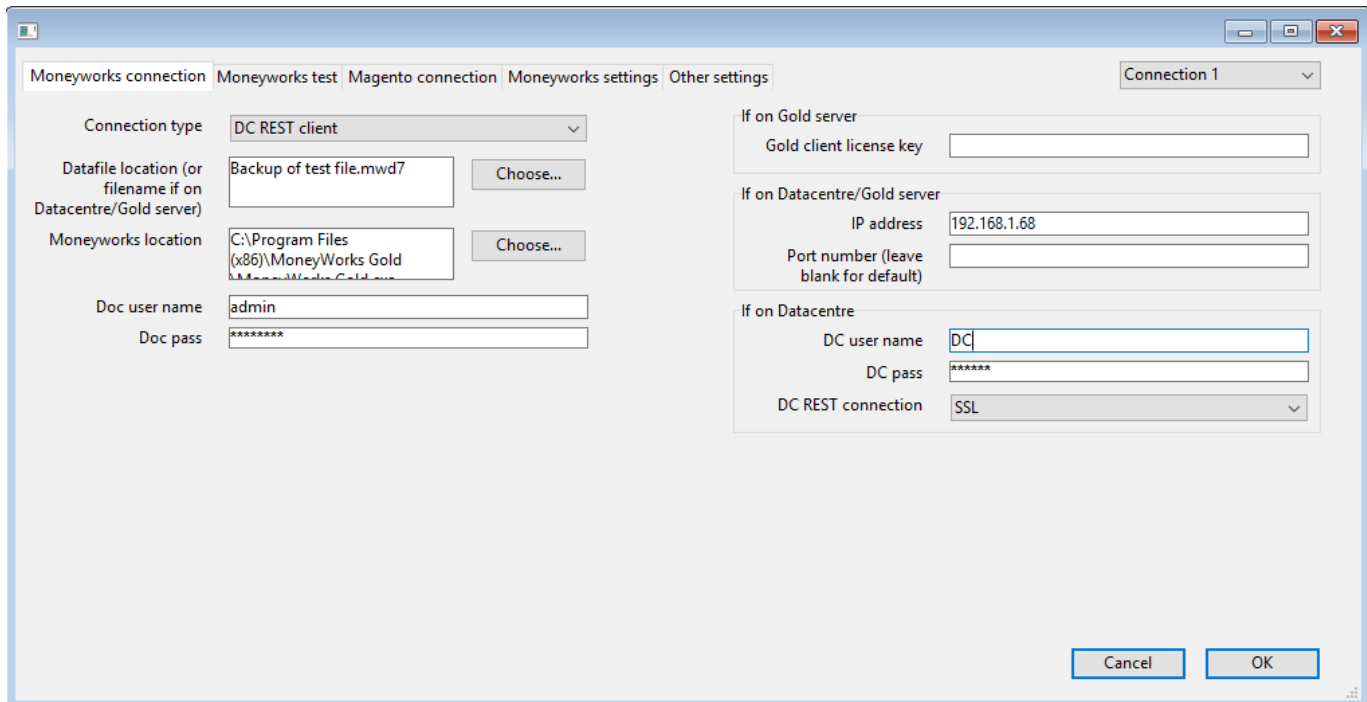 Moneyworks connection Moneyworks test Magento connection Moneyworks settings Other settings
Connection 1
Connection type
DC REST client
Datafile location (or
filename if on
Datacentre/Gold server)
Backup of test file.mwd7
Choose...
Moneyworks location
C:\Program Files
(x86)\MoneyWorks Gold
\MoneyWorks Gold.exe
Choose...
Doc user name
admin
Doc pass
********
If on Gold server
Gold client license key
If on Datacentre/Gold server
IP address
192.168.1.68
Port number (leave
blank for default)
If on Datacentre
DC user name
DC
DC pass
******
DC REST connection
SSL
Cancel
OK